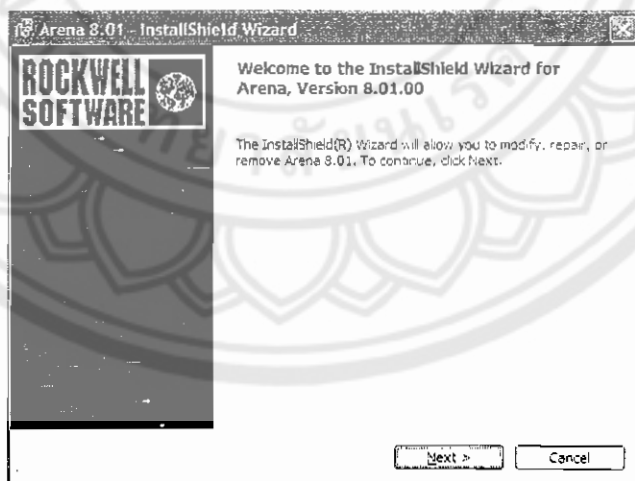 Arena 8.01 - InstallShield Wizard
ROCKWELL
SOFTWARE
Welcome to the InstallShield Wizard for
Arena, Version 8.01.00
The InstallShield(R) Wizard will allow you to modify, repair, or
remove Arena 8.01. To continue, click Next.
Next >
Cancel